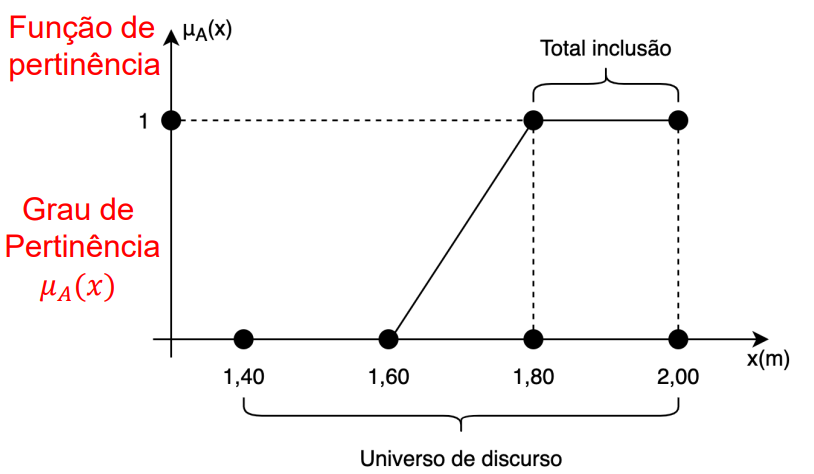 Função de
pertinência
μA(x)
Total inclusão
1
Grau de
Pertinência
μA(x)
x(m)
1,40
1,60
1,80
2,00
Universo de discurso